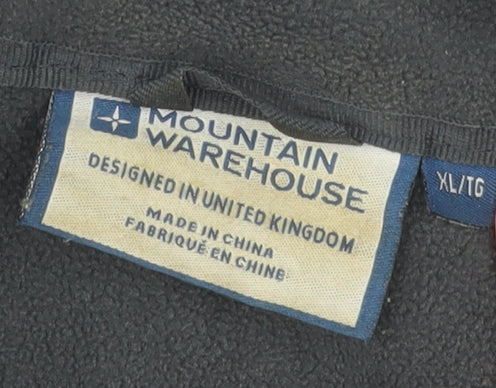 MOUNTAIN
WAREHOUSE
DESIGNED IN UNITED KINGDOM
MADE IN CHINA
FABRIQUÉ EN CHINE
XL/TG